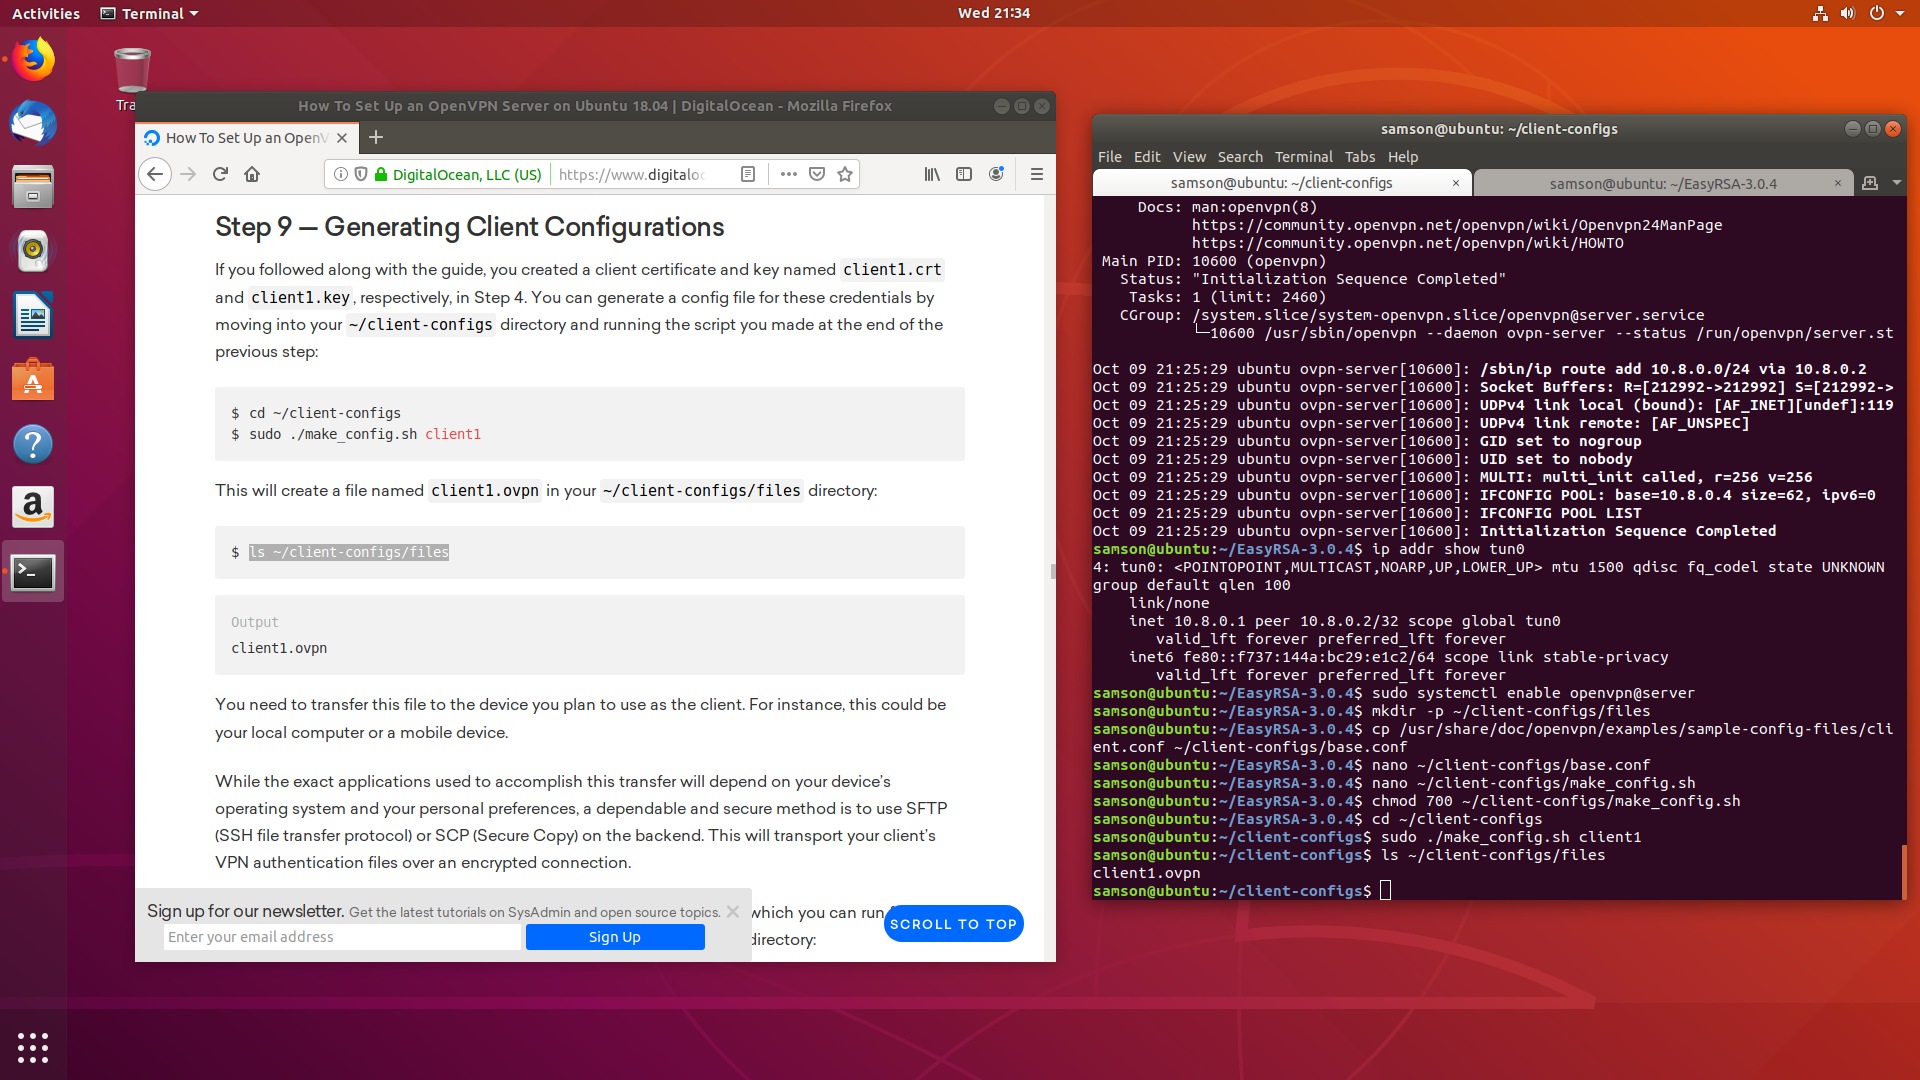 Activities
Terminal
Wed 21:34
Tra
How To Set Up an OpenVPN Server on Ubuntu 18.04 | DigitalOcean - Mozilla Firefox
How To Set Up an OpenV
DigitalOcean, LLC (US)
https://www.digitaloc
Step 9 — Generating Client Configurations
If you followed along with the guide, you created a client certificate and key named client1.crt
and client1.key, respectively, in Step 4. You can generate a config file for these credentials by
moving into your ~/client-configs directory and running the script you made at the end of the
previous step:
$ cd ~/client-configs
$ sudo ./make_config.sh client1
This will create a file named client1.ovpn in your ~/client-configs/files directory:
$ ls ~/client-configs/files
Output
client1.ovpn
You need to transfer this file to the device you plan to use as the client. For instance, this could be
your local computer or a mobile device.
While the exact applications used to accomplish this transfer will depend on your device's
operating system and your personal preferences, a dependable and secure method is to use SFTP
(SSH file transfer protocol) or SCP (Secure Copy) on the backend. This will transport your client's
VPN authentication files over an encrypted connection.
which you can run
directory:
Sign up for our newsletter. Get the latest tutorials on SysAdmin and open source topics.
Enter your email address
Sign Up
SCROLL TO TOP
samson@ubuntu: ~/client-configs
File Edit View Search Terminal Tabs Help
samson@ubuntu: ~/client-configs
samson@ubuntu: ~/EasyRSA-3.0.4
Docs: man:openvpn(8)
https://community.openvpn.net/openvpn/wiki/Openvpn24ManPage
https://community.openvpn.net/openvpn/wiki/HOWTO
Main PID: 10600 (openvpn)
Status: "Initialization Sequence Completed"
Tasks: 1 (limit: 2460)
CGroup: /system.slice/system-openvpn.slice/openvpn@server.service
└─10600 /usr/sbin/openvpn --daemon ovpn-server --status /run/openvpn/server.st
Oct 09 21:25:29 ubuntu ovpn-server[10600]: /sbin/ip route add 10.8.0.0/24 via 10.8.0.2
Oct 09 21:25:29 ubuntu ovpn-server[10600]: Socket Buffers: R=[212992->212992] S=[212992->
Oct 09 21:25:29 ubuntu ovpn-server[10600]: UDPv4 link local (bound): [AF_INET][undef]:119
Oct 09 21:25:29 ubuntu ovpn-server[10600]: UDPv4 link remote: [AF_UNSPEC]
Oct 09 21:25:29 ubuntu ovpn-server[10600]: GID set to nogroup
Oct 09 21:25:29 ubuntu ovpn-server[10600]: UID set to nobody
Oct 09 21:25:29 ubuntu ovpn-server[10600]: MULTI: multi_init called, r=256 v=256
Oct 09 21:25:29 ubuntu ovpn-server[10600]: IFCONFIG POOL: base=10.8.0.4 size=62, ipv6=0
Oct 09 21:25:29 ubuntu ovpn-server[10600]: IFCONFIG POOL LIST
Oct 09 21:25:29 ubuntu ovpn-server[10600]: Initialization Sequence Completed
samson@ubuntu:~/EasyRSA-3.0.4$ ip addr show tun0
4: tun0: <POINTOPOINT,MULTICAST,NOARP,UP,LOWER_UP> mtu 1500 qdisc fq_codel state UNKNOWN
group default qlen 100
link/none
inet 10.8.0.1 peer 10.8.0.2/32 scope global tun0
valid_lft forever preferred_lft forever
inet6 fe80::f737:144a:bc29:e1c2/64 scope link stable-privacy
valid_lft forever preferred_lft forever
samson@ubuntu:~/EasyRSA-3.0.4$ sudo systemctl enable openvpn@server
samson@ubuntu:~/EasyRSA-3.0.4$ mkdir -p ~/client-configs/files
samson@ubuntu:~/EasyRSA-3.0.4$ cp /usr/share/doc/openvpn/examples/sample-config-files/cli
ent.conf ~/client-configs/base.conf
samson@ubuntu:~/EasyRSA-3.0.4$ nano ~/client-configs/base.conf
samson@ubuntu:~/EasyRSA-3.0.4$ nano ~/client-configs/make_config.sh
samson@ubuntu:~/EasyRSA-3.0.4$ chmod 700 ~/client-configs/make_config.sh
samson@ubuntu:~/EasyRSA-3.0.4$ cd ~/client-configs
samson@ubuntu:~/client-configs$ sudo ./make_config.sh client1
samson@ubuntu:~/client-configs$ ls ~/client-configs/files
client1.ovpn
samson@ubuntu:~/client-configs$